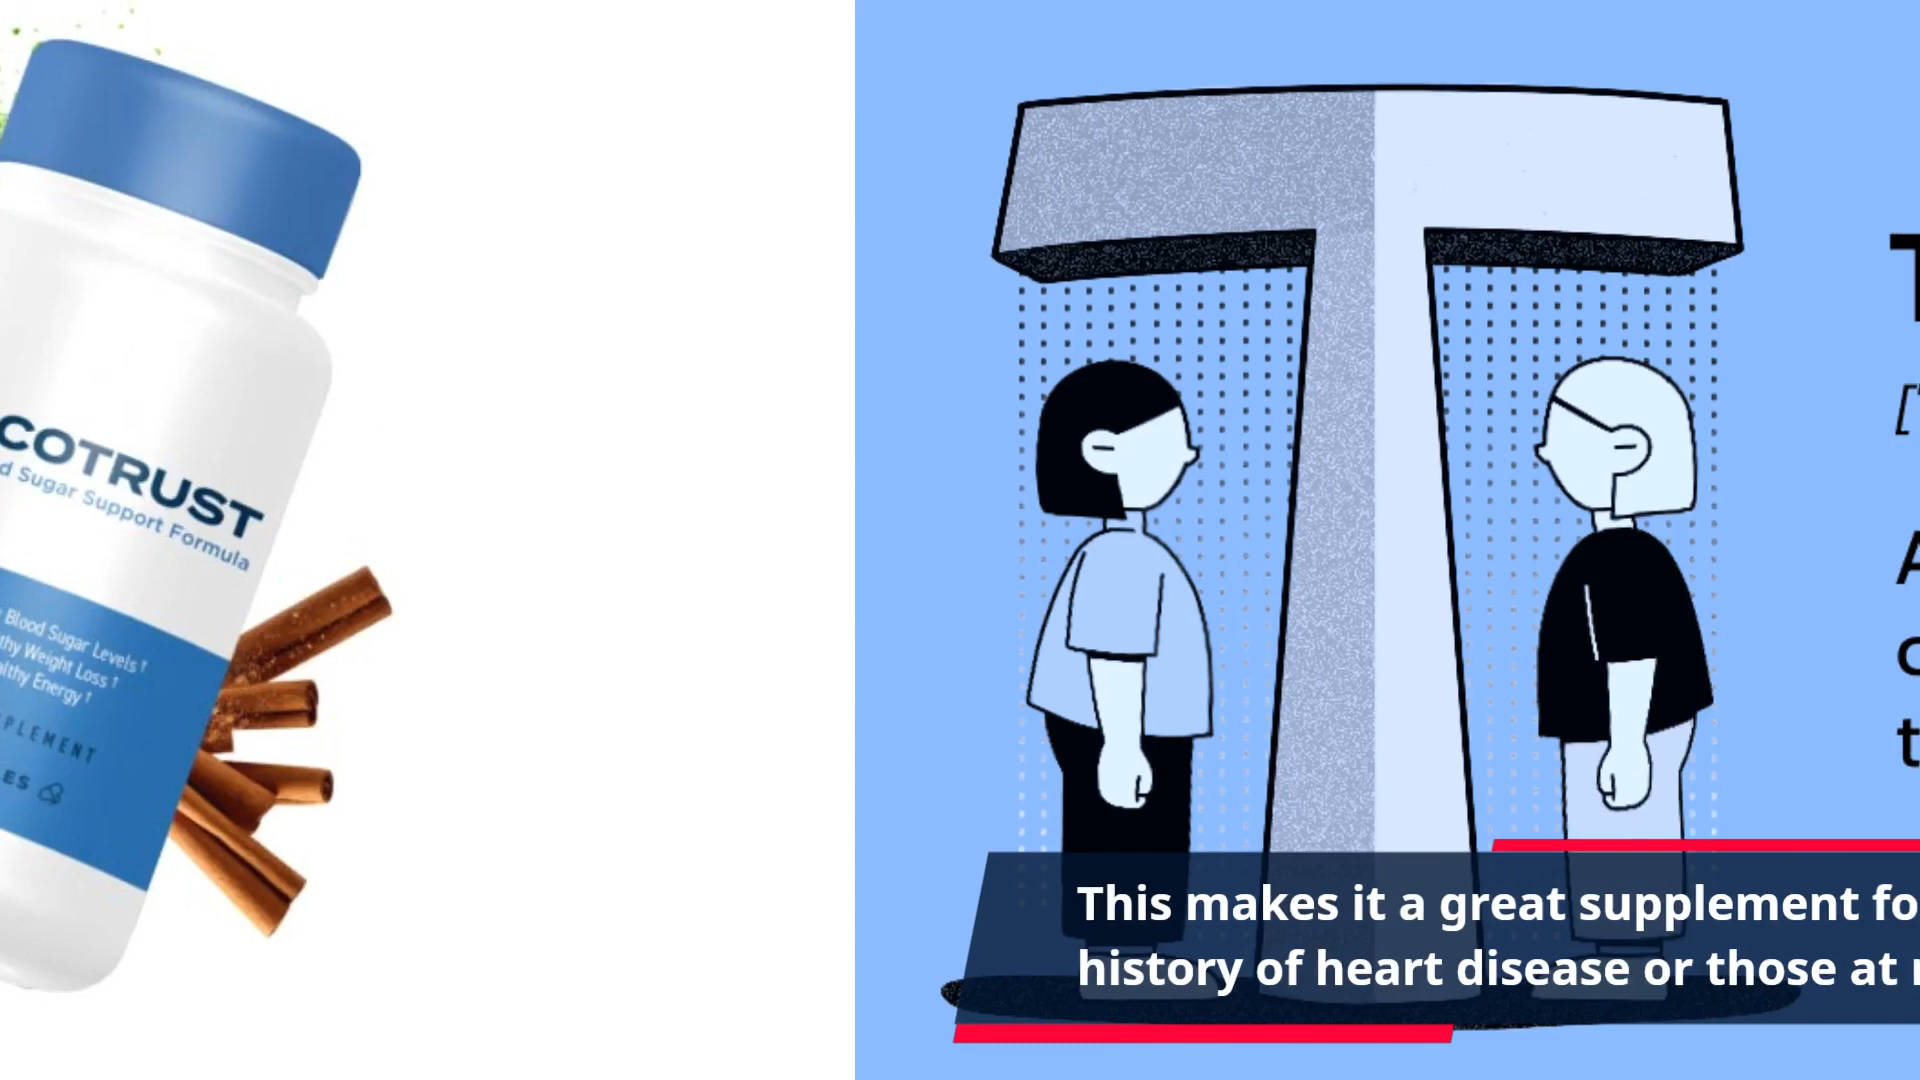 COTRUST
d Sugar Support Formula
Blood Sugar Levels †
thy Weight Loss †
althy Energy †
PLEMENT
ES
This makes it a great supplement fo
history of heart disease or those at